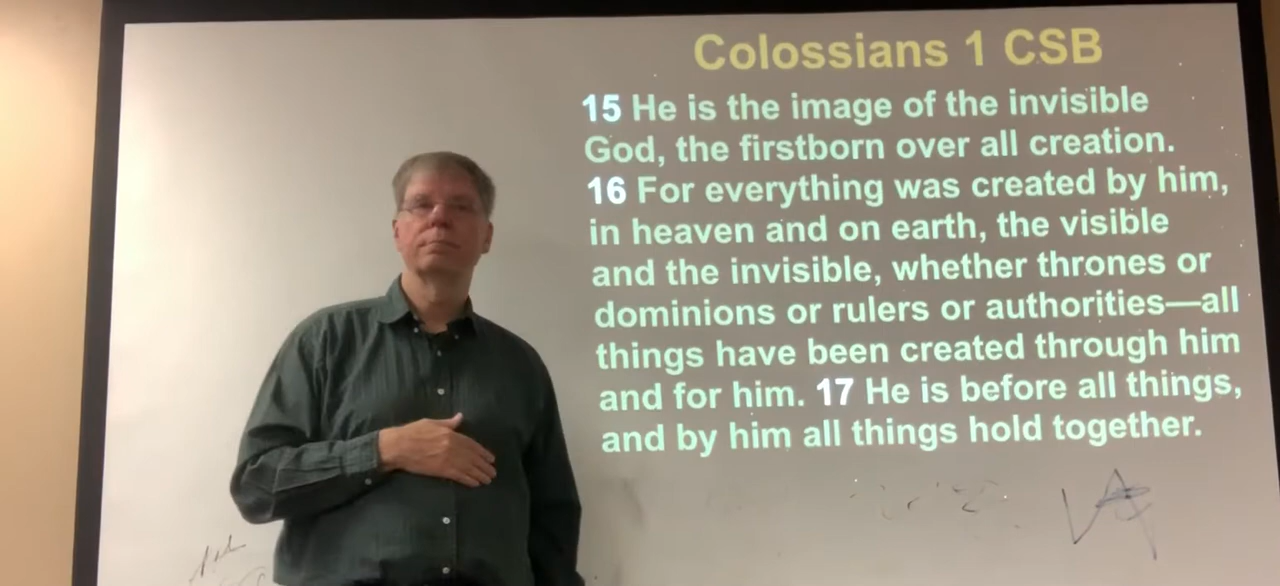 Colossians 1 CSB
15 He is the image of the invisible
God, the firstborn over all creation.
16 For everything was created by him,
in heaven and on earth, the visible
and the invisible, whether thrones or
dominions or rulers or authorities—all
things have been created through him
and for him. 17 He is before all things,
and by him all things hold together.